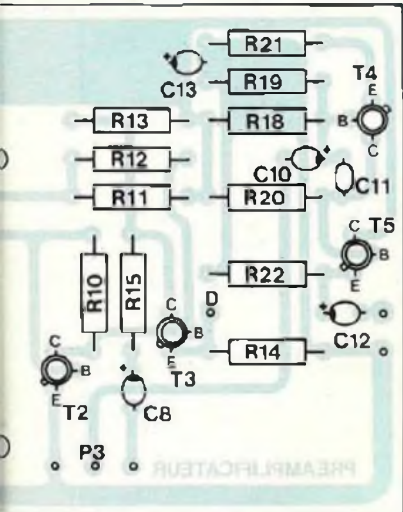 R21
R19
C13
T4
E
R13
R18
B
C
R12
C10
C11
R11
R20
T5
C
B
E
R10
R15
R22
D
C
B
E
T3
C12
R14
C
B
E
T2
C8
P3
PREAMPLIFICATEUR